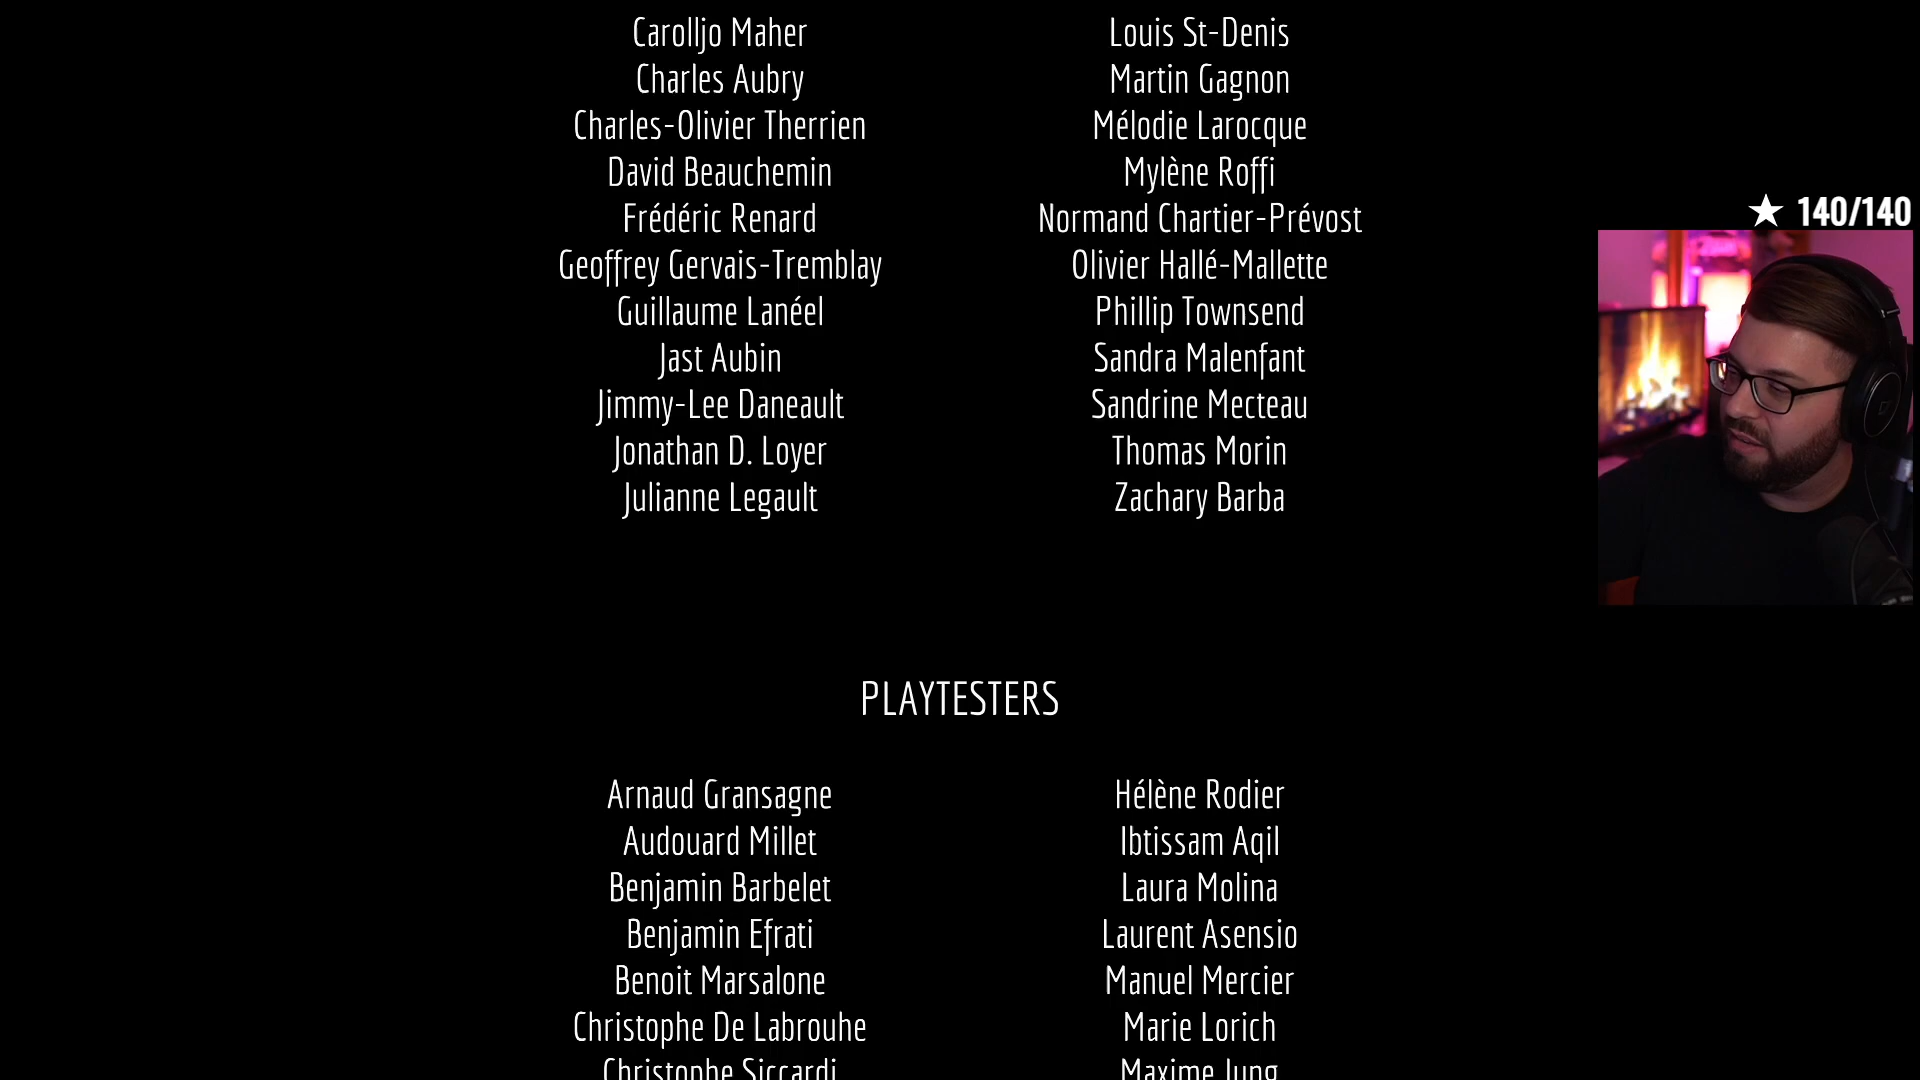 Carolljo Maher
Charles Aubry
Charles-Olivier Therrien
David Beauchemin
Frédéric Renard
Geoffrey Gervais-Tremblay
Guillaume Lanéel
Jast Aubin
Jimmy-Lee Daneault
Jonathan D. Loyer
Julianne Legault
Louis St-Denis
Martin Gagnon
Mélodie Larocque
Mylène Roffi
Normand Chartier-Prévost
Olivier Hallé-Mallette
Phillip Townsend
Sandra Malenfant
Sandrine Mecteau
Thomas Morin
Zachary Barba
★ 140/140
PLAYTESTERS
Arnaud Gransagne
Audouard Millet
Benjamin Barbelet
Benjamin Efrati
Benoit Marsalone
Christophe De Labrouhe
Christophe Siccardi
Hélène Rodier
Ibtissam Aqil
Laura Molina
Laurent Asensio
Manuel Mercier
Marie Lorich
Maxime Jung